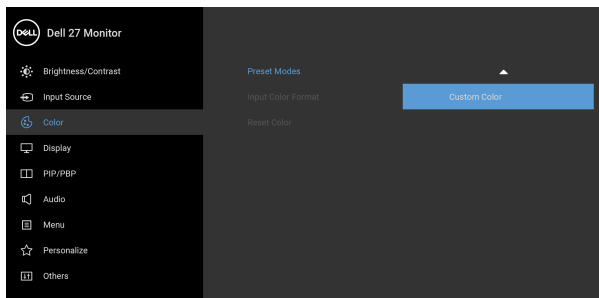 DELL Dell 27 Monitor
Brightness/Contrast
Input Source
Color
Display
PIP/PBP
Audio
Menu
Personalize
Others
Preset Modes
Input Color Format
Custom Color
Reset Color